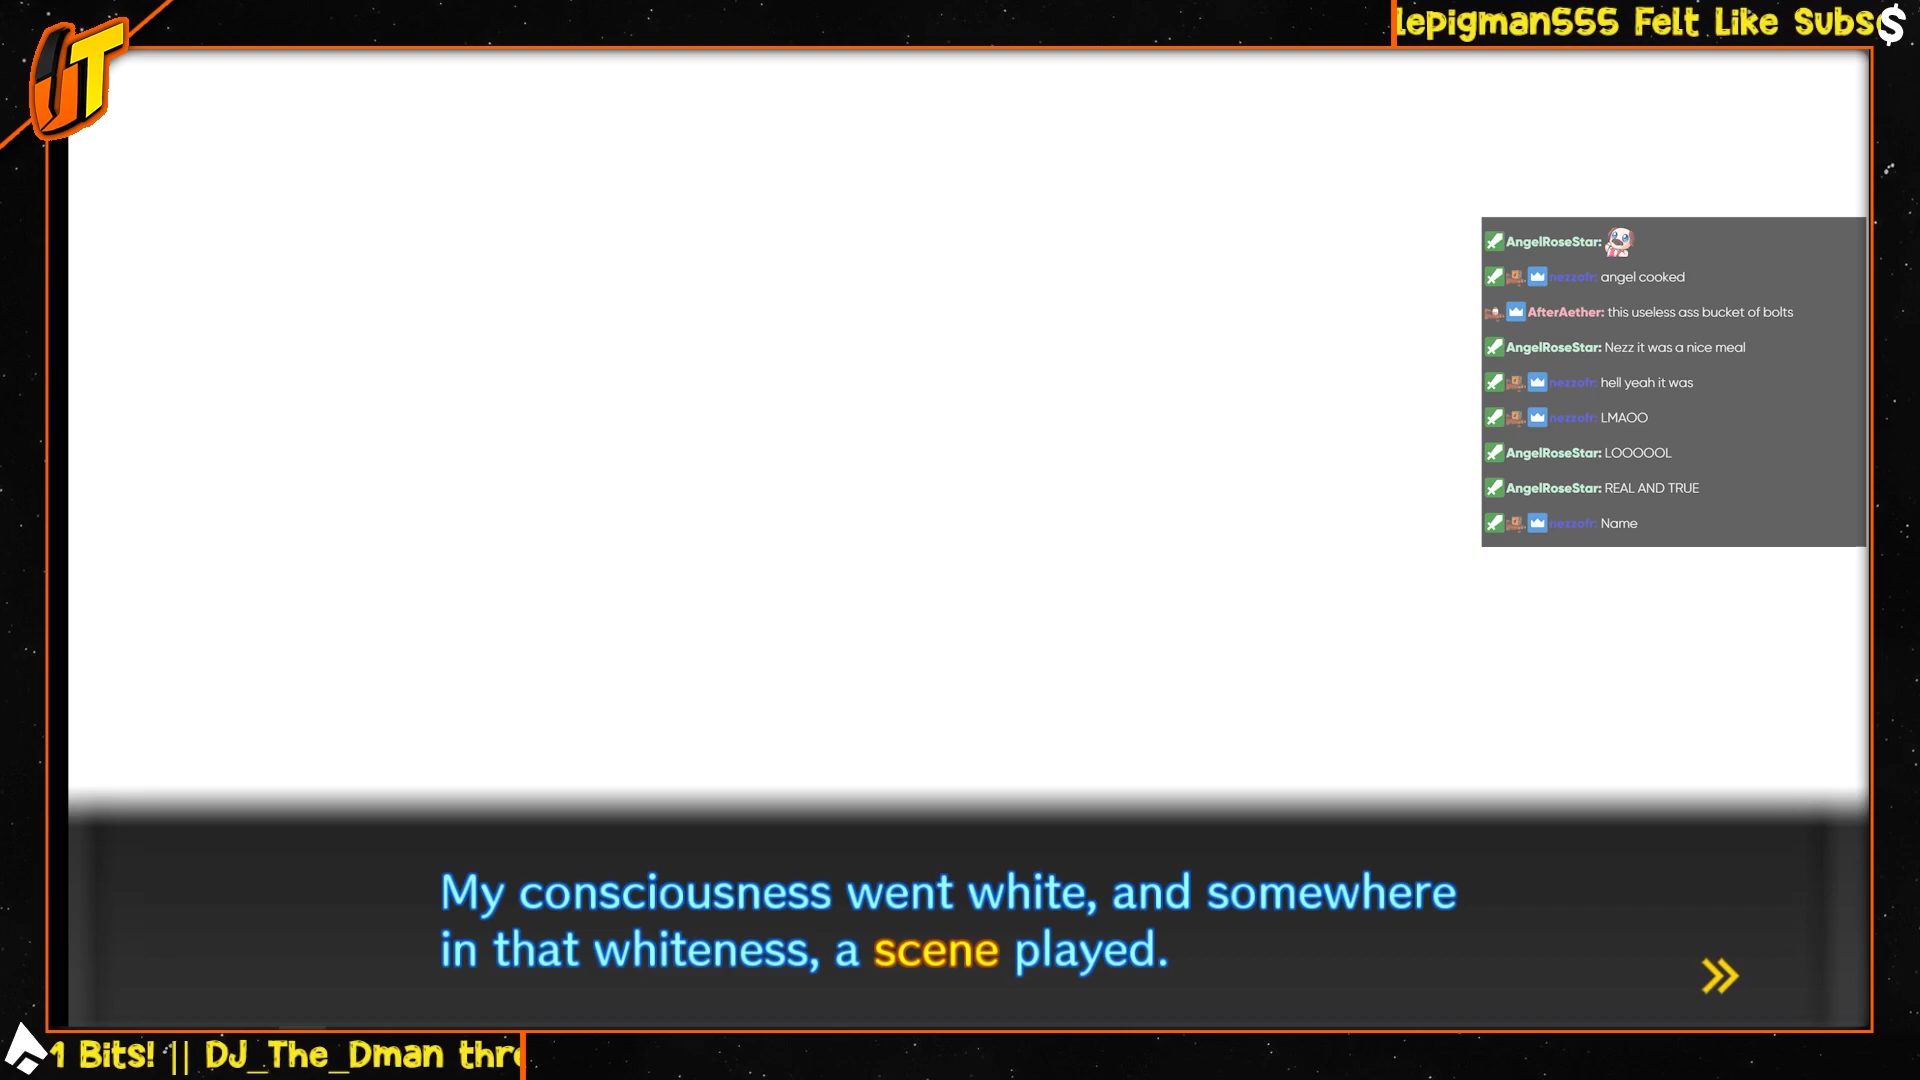 lepigman555 Felt Like Subs
JT
AngelRoseStar:
nezzofr: angel cooked
AfterAether: this useless ass bucket of bolts
AngelRoseStar: Nezz it was a nice meal
nezzofr: hell yeah it was
nezzofr: LMAOO
AngelRoseStar: LOOOOOL
AngelRoseStar: REAL AND TRUE
nezzofr: Name
My consciousness went white, and somewhere
in that whiteness, a scene played.
1 Bits! || DJ_The_Dman thr